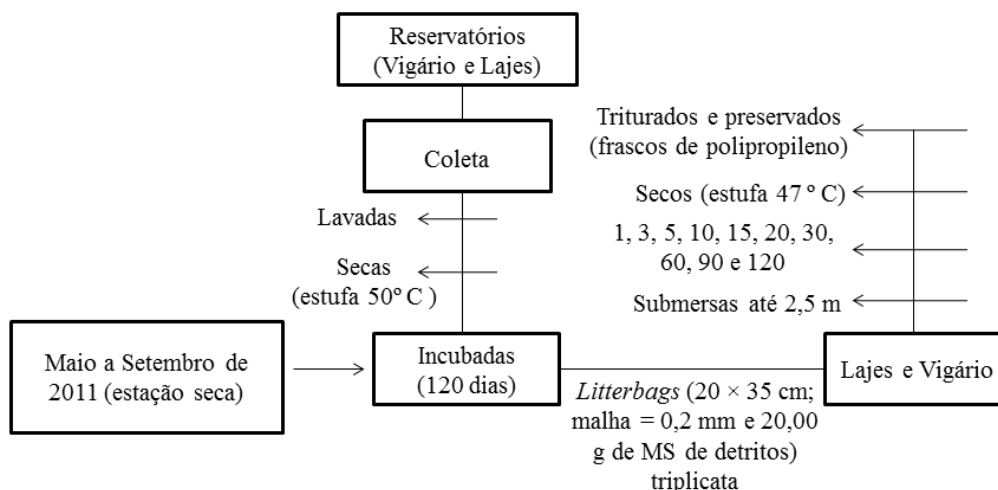 Reservatórios
(Vigário e Lajes)
Coleta
Lavadas
Secas
(estufa 50º C )
Maio a Setembro de
2011 (estação seca)
Incubadas
(120 dias)
Litterbags (20 × 35 cm;
malha = 0,2 mm e 20,00
g de MS de detritos)
triplicata
Lajes e Vigário
Submersas até 2,5 m
1, 3, 5, 10, 15, 20, 30,
60, 90 e 120
Secos (estufa 47 º C)
Triturados e preservados
(frascos de polipropileno)